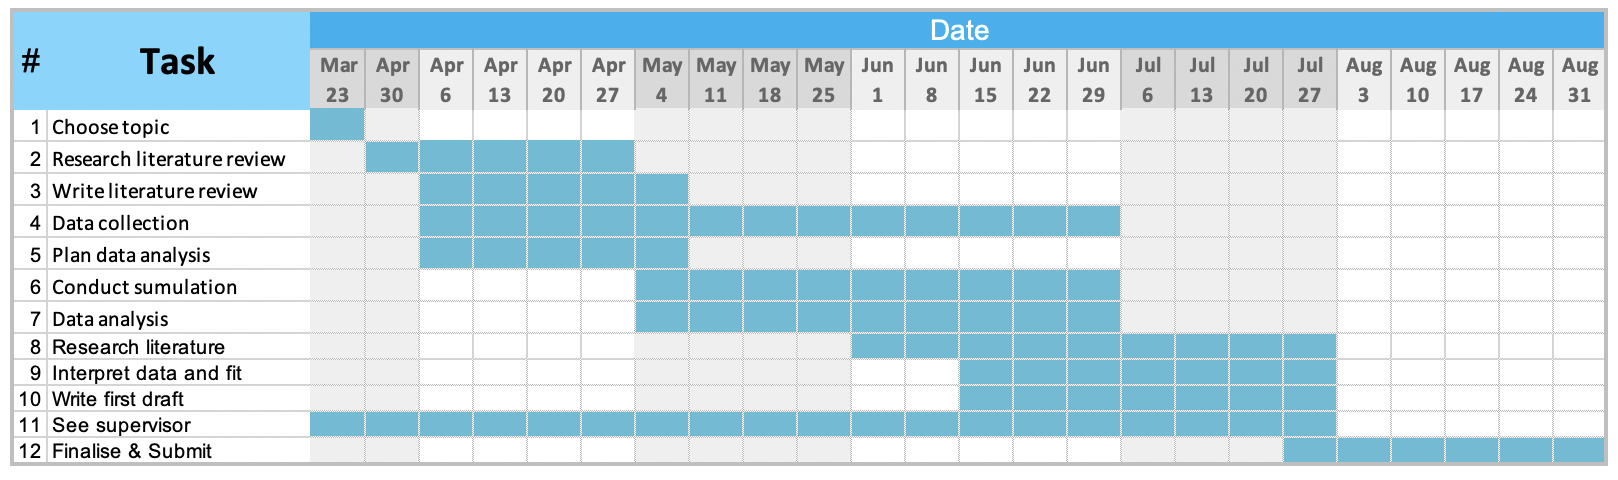 # Task Date
Mar Apr Apr Apr Apr Apr May May May May Jun Jun Jun Jun Jun Jul Jul Jul Jul Aug Aug Aug Aug Aug
23 30 6 13 20 27 4 11 18 25 1 8 15 22 29 6 13 20 27 3 10 17 24 31
1 Choose topic
2 Research literature review
3 Write literature review
4 Data collection
5 Plan data analysis
6 Conduct sumulation
7 Data analysis
8 Research literature
9 Interpret data and fit
10 Write first draft
11 See supervisor
12 Finalise & Submit